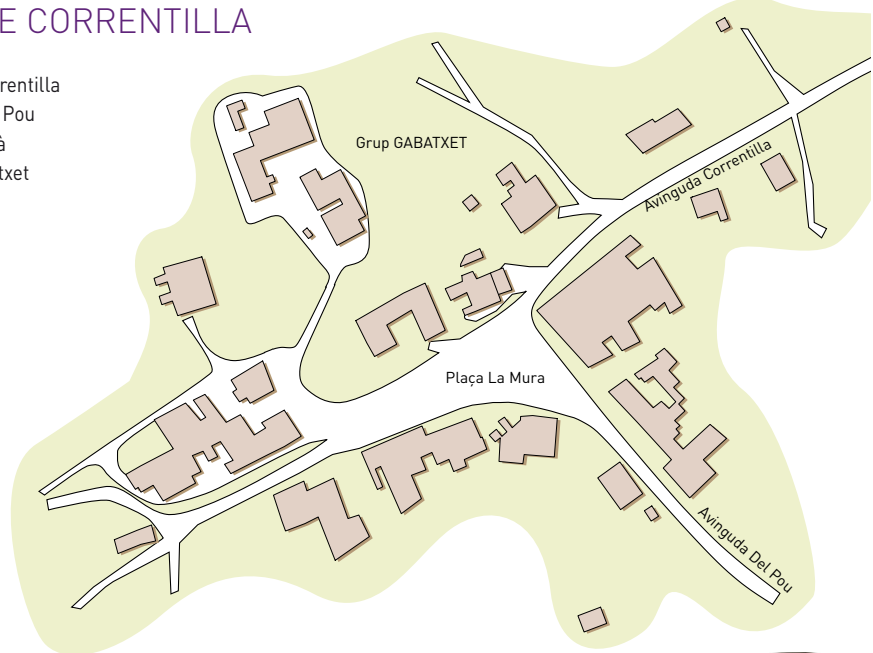 E CORRENTILLA
rentilla
Pou
à
txet
Grup GABATXET
Avinguda Correntilla
Plaça La Mura
Avinguda Del Pou